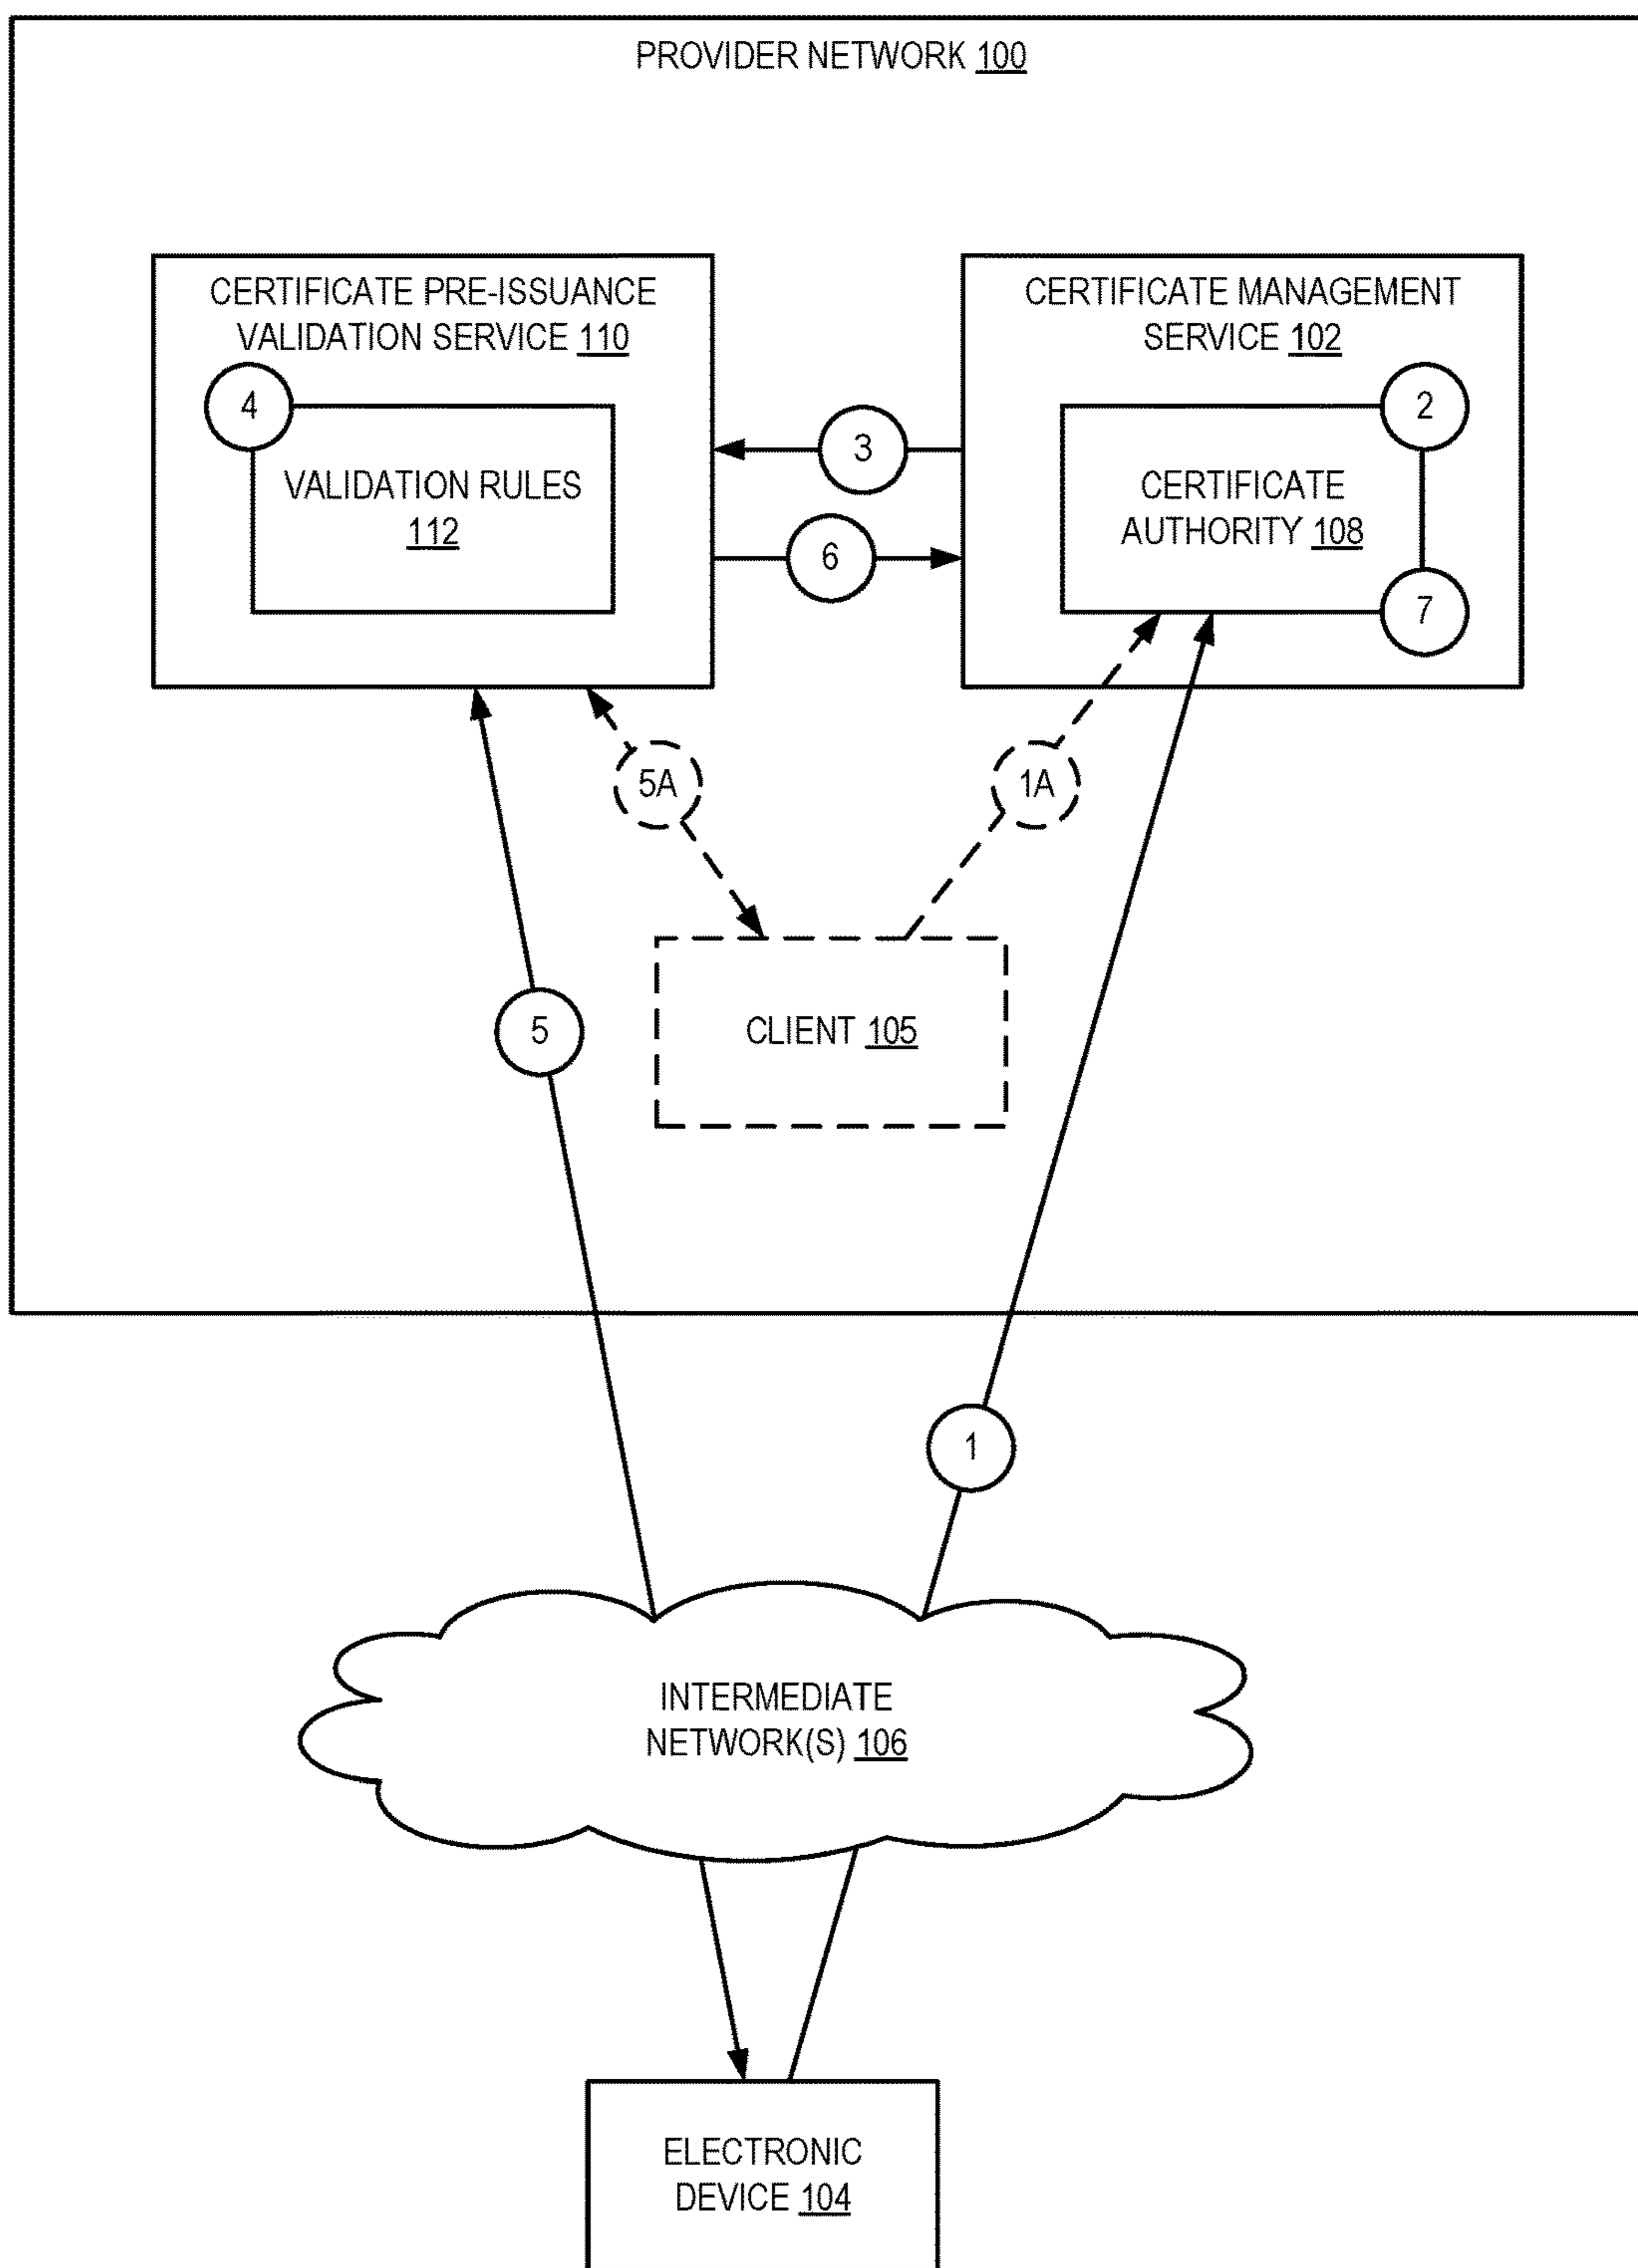 PROVIDER NETWORK 100
CERTIFICATE PRE-ISSUANCE
VALIDATION SERVICE 110
CERTIFICATE MANAGEMENT
SERVICE 102
4
2
3
VALIDATION RULES
112
CERTIFICATE
AUTHORITY 108
6
7
5A
1A
5
CLIENT 105
1
INTERMEDIATE
NETWORK(S) 106
ELECTRONIC
DEVICE 104